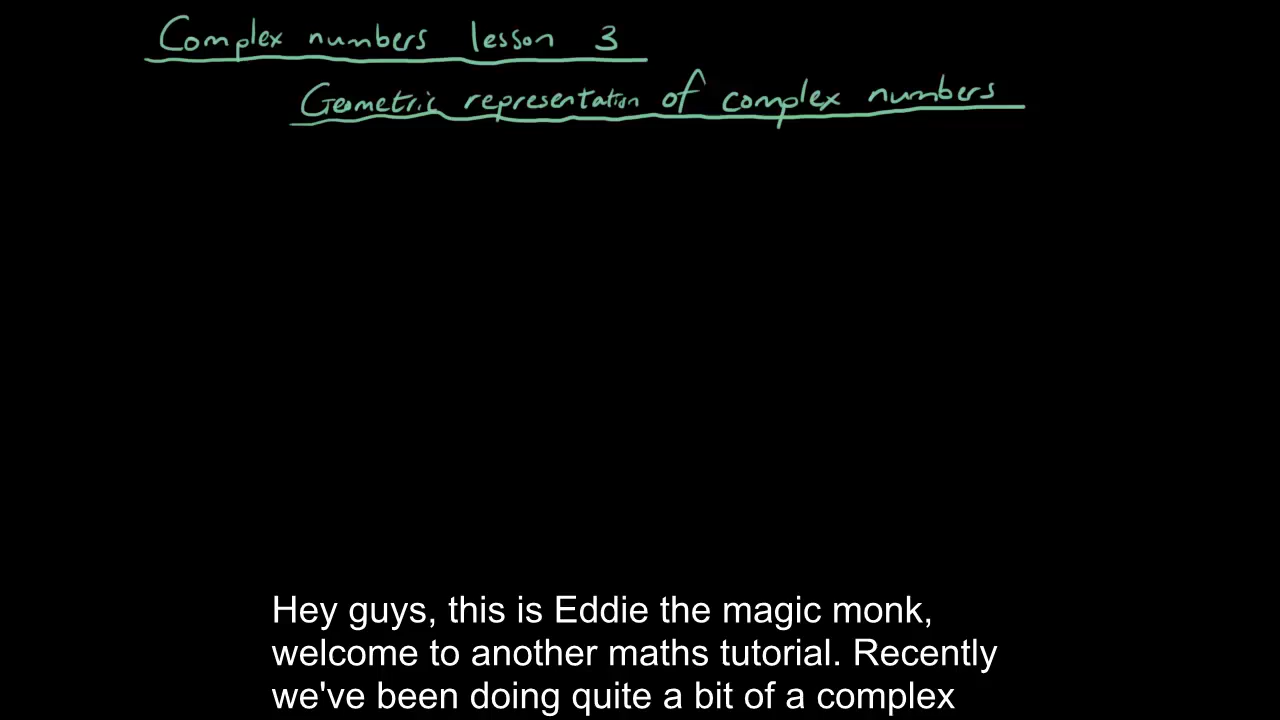 Complex numbers lesson 3
Geometric representation of complex numbers
Hey guys, this is Eddie the magic monk,
welcome to another maths tutorial. Recently
we've been doing quite a bit of a complex